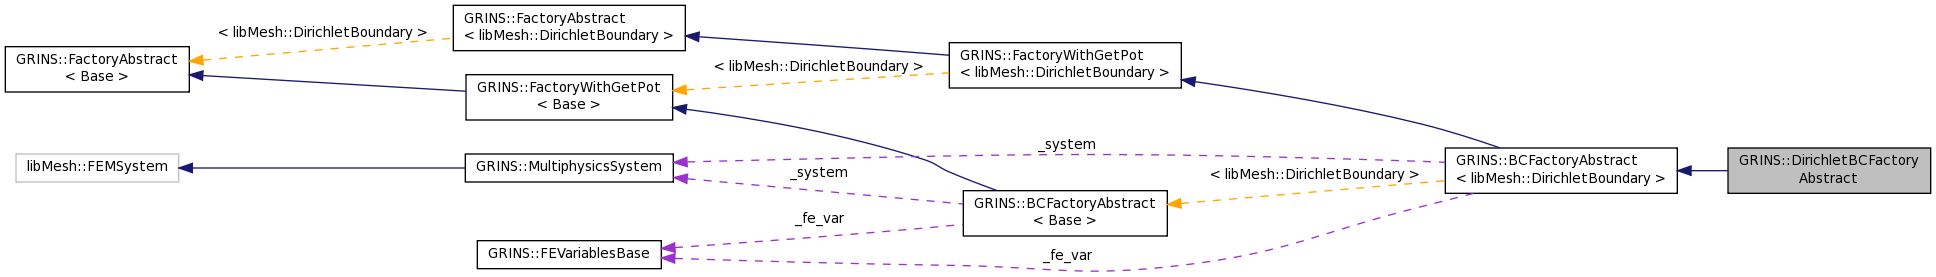 GRINS::FactoryAbstract
< Base >
< libMesh::DirichletBoundary >
GRINS::FactoryAbstract
< libMesh::DirichletBoundary >
GRINS::FactoryWithGetPot
< Base >
< libMesh::DirichletBoundary >
GRINS::FactoryWithGetPot
< libMesh::DirichletBoundary >
libMesh::FEMSystem
GRINS::MultiphysicsSystem
_system
_system
_fe_var
GRINS::FEVariablesBase
GRINS::BCFactoryAbstract
< Base >
_fe_var
< libMesh::DirichletBoundary >
GRINS::BCFactoryAbstract
< libMesh::DirichletBoundary >
GRINS::DirichletBCFactory
Abstract